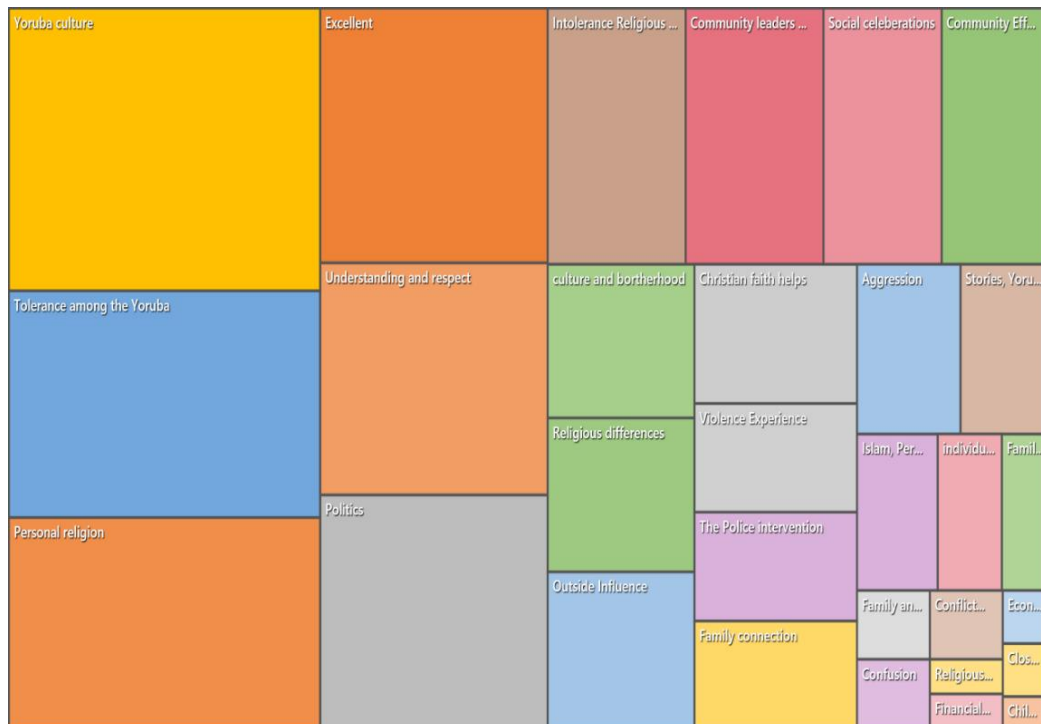 Yoruba culture
Excellent
Intolerance Religious ...
Community leaders ...
Social celeberations
Community Eff...
Tolerance among the Yoruba
Understanding and respect
culture and bortherhood
Christian faith helps
Aggression
Stories, Yoru...
Religious differences
Violence Experience
Islam, Per...
individu...
Famil...
Personal religion
Politics
The Police intervention
Outside Influence
Family connection
Family an...
Conflict...
Econ...
Confusion
Religious...
Clos...
Financial...
Chil...